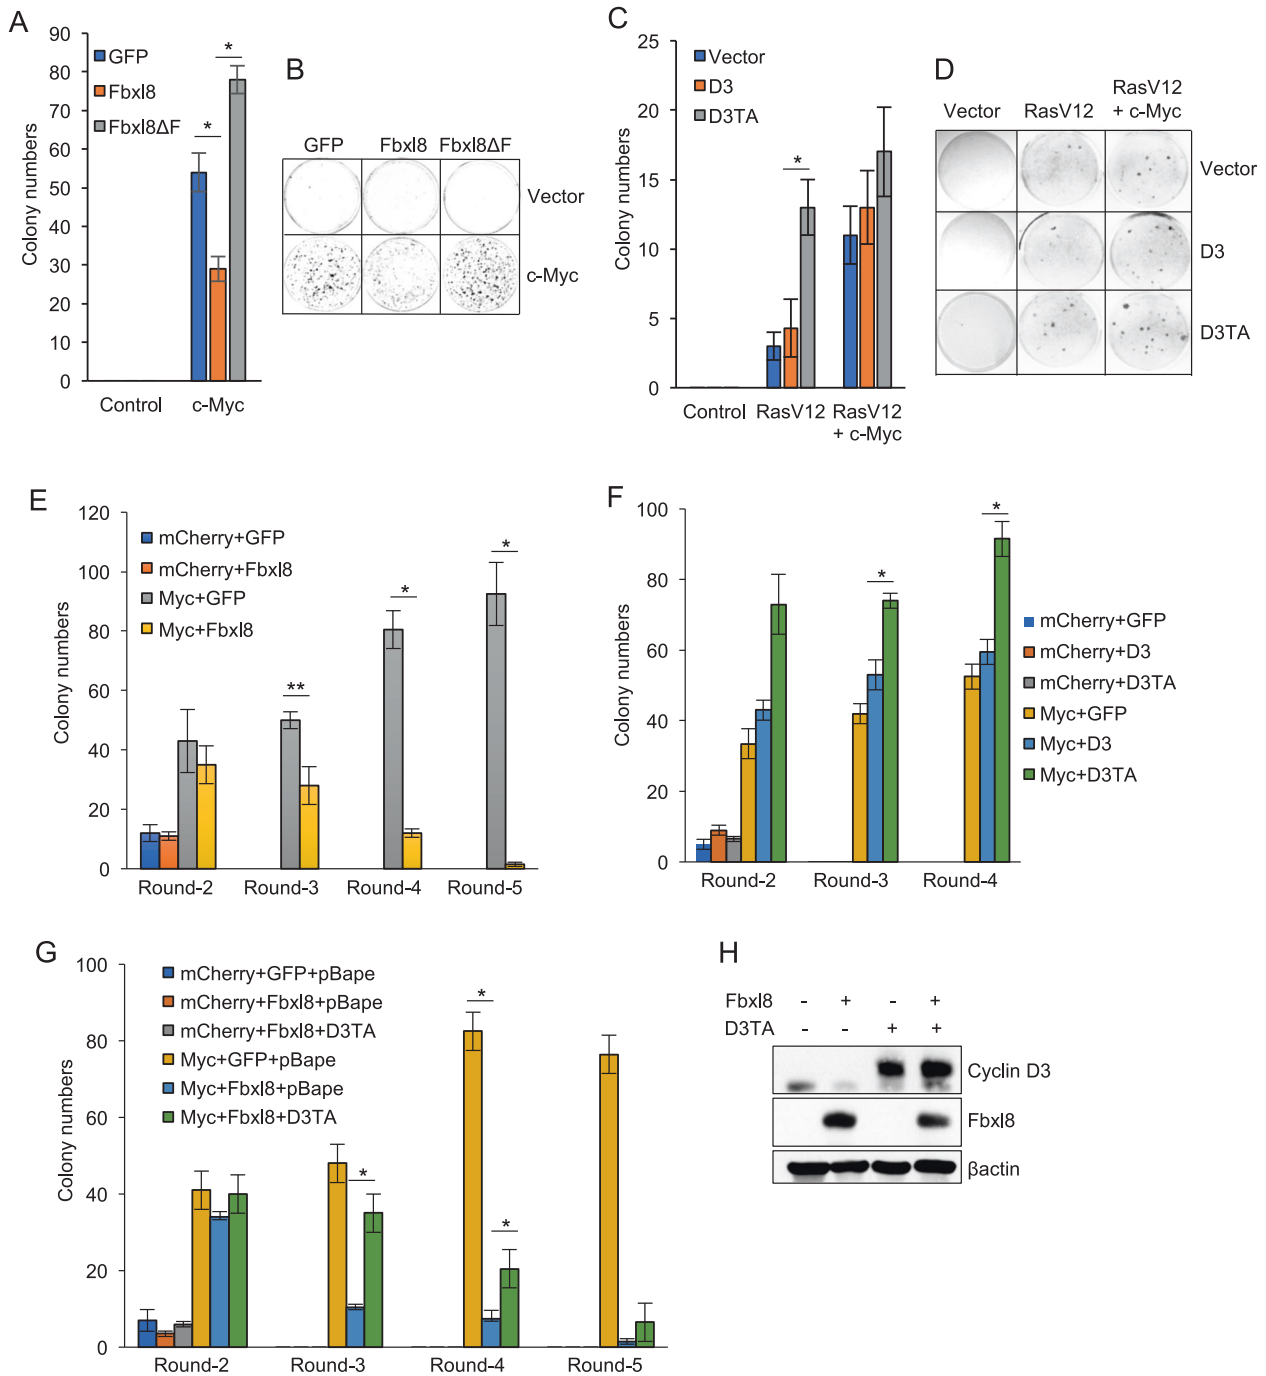 A
90
80
70
60
50
40
30
20
10
0
Colony numbers
GFP
Fbxl8
Fbxl8ΔF
*
*
Control
c-Myc
B
GFP
Fbxl8
Fbxl8ΔF
Vector
c-Myc
C
25
20
15
10
5
0
Colony numbers
Vector
D3
D3TA
*
Control
RasV12
RasV12
+ c-Myc
D
Vector
RasV12
RasV12
+ c-Myc
Vector
D3
D3TA
E
120
100
80
60
40
20
0
Colony numbers
mCherry+GFP
mCherry+Fbxl8
Myc+GFP
Myc+Fbxl8
**
*
*
Round-2
Round-3
Round-4
Round-5
F
100
80
60
40
20
0
Colony numbers
*
*
Round-2
Round-3
Round-4
mCherry+GFP
mCherry+D3
mCherry+D3TA
Myc+GFP
Myc+D3
Myc+D3TA
G
100
80
60
40
20
0
Colony numbers
mCherry+GFP+pBape
mCherry+Fbxl8+pBape
mCherry+Fbxl8+D3TA
Myc+GFP+pBape
Myc+Fbxl8+pBape
Myc+Fbxl8+D3TA
*
*
*
Round-2
Round-3
Round-4
Round-5
H
Fbxl8 - + - +
D3TA - - + +
Cyclin D3
Fbxl8
βactin